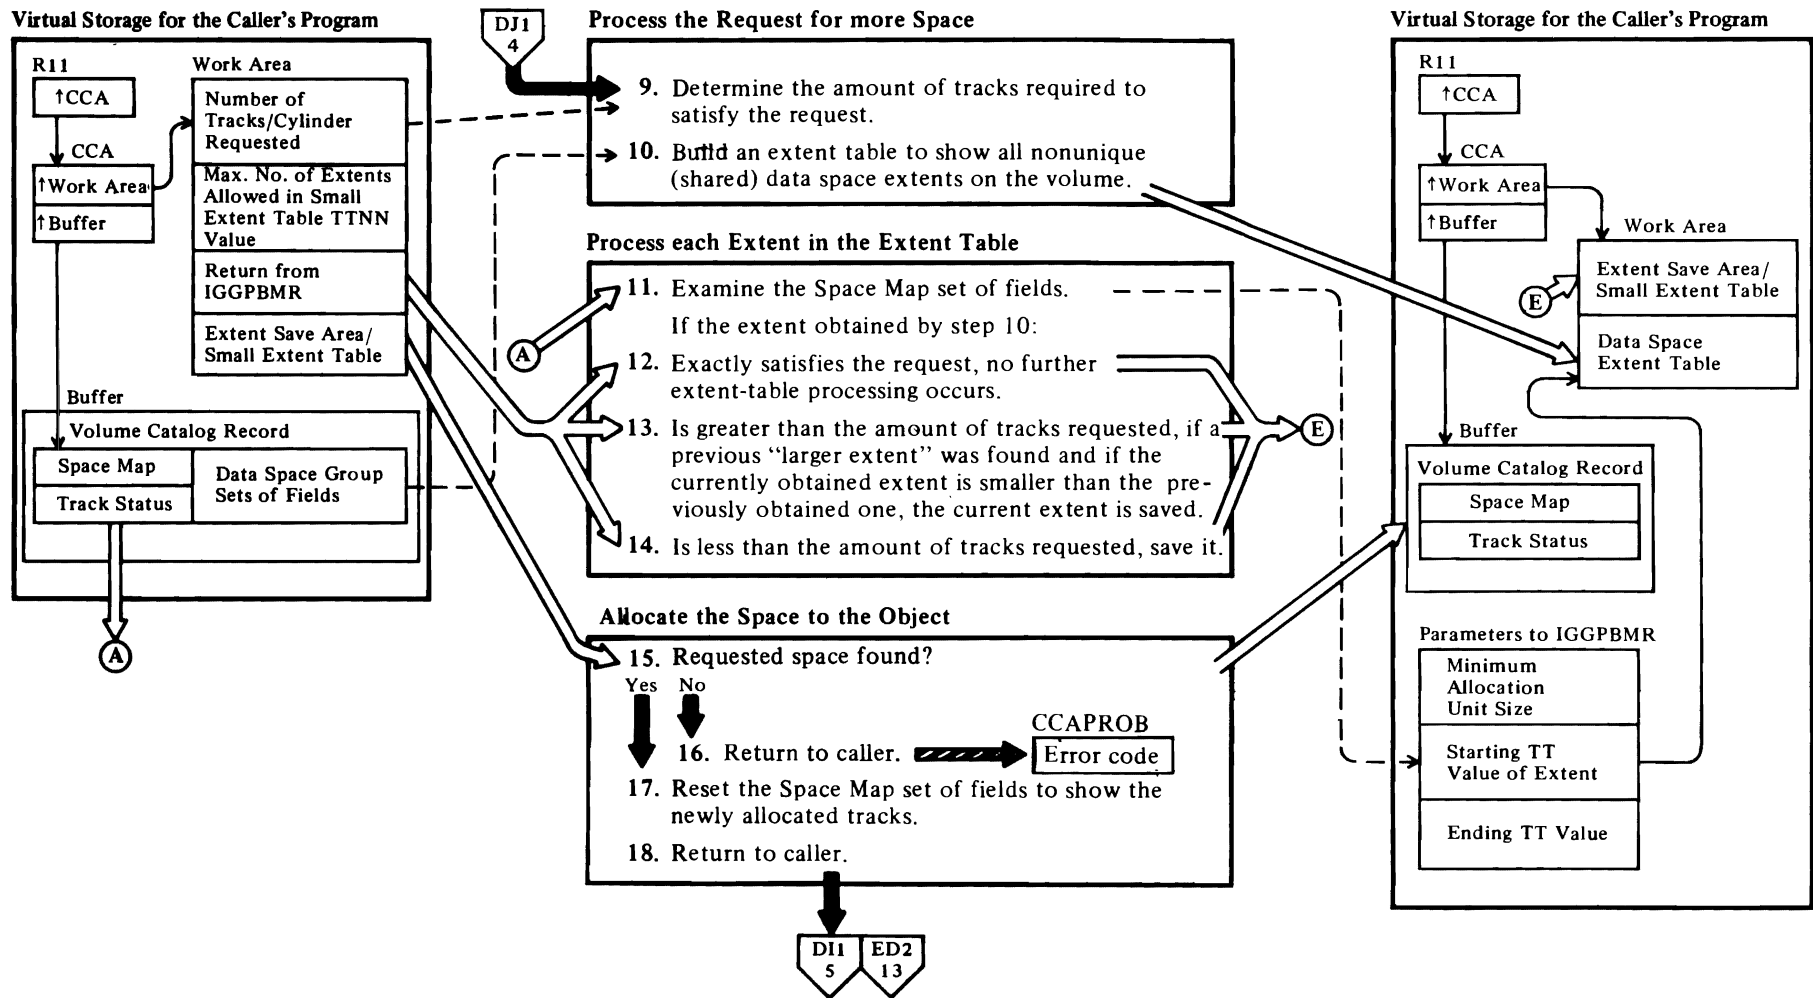 Virtual Storage for the Caller's Program
R11
↑CCA
CCA
↑Work Area
↑Buffer
Work Area
Number of
Tracks/Cylinder
Requested
Max. No. of Extents
Allowed in Small
Extent Table TTNN
Value
Return from
IGGPBMR
Extent Save Area/
Small Extent Table
Buffer
Volume Catalog Record
Space Map
Track Status
Data Space Group
Sets of Fields
A
DJ1
4
Process the Request for more Space
9. Determine the amount of tracks required to
satisfy the request.
10. Build an extent table to show all nonunique
(shared) data space extents on the volume.
Process each Extent in the Extent Table
A
11. Examine the Space Map set of fields.
If the extent obtained by step 10:
12. Exactly satisfies the request, no further
extent-table processing occurs.
13. Is greater than the amount of tracks requested, if a
previous “larger extent” was found and if the
currently obtained extent is smaller than the pre-
viously obtained one, the current extent is saved.
14. Is less than the amount of tracks requested, save it.
E
Allocate the Space to the Object
15. Requested space found?
Yes No
16. Return to caller.
CCAPROB
Error code
17. Reset the Space Map set of fields to show the
newly allocated tracks.
18. Return to caller.
DI1
5
ED2
13
Virtual Storage for the Caller's Program
R11
↑CCA
CCA
↑Work Area
↑Buffer
Work Area
Extent Save Area/
Small Extent Table
E
Data Space
Extent Table
Buffer
Volume Catalog Record
Space Map
Track Status
Parameters to IGGPBMR
Minimum
Allocation
Unit Size
Starting TT
Value of Extent
Ending TT Value